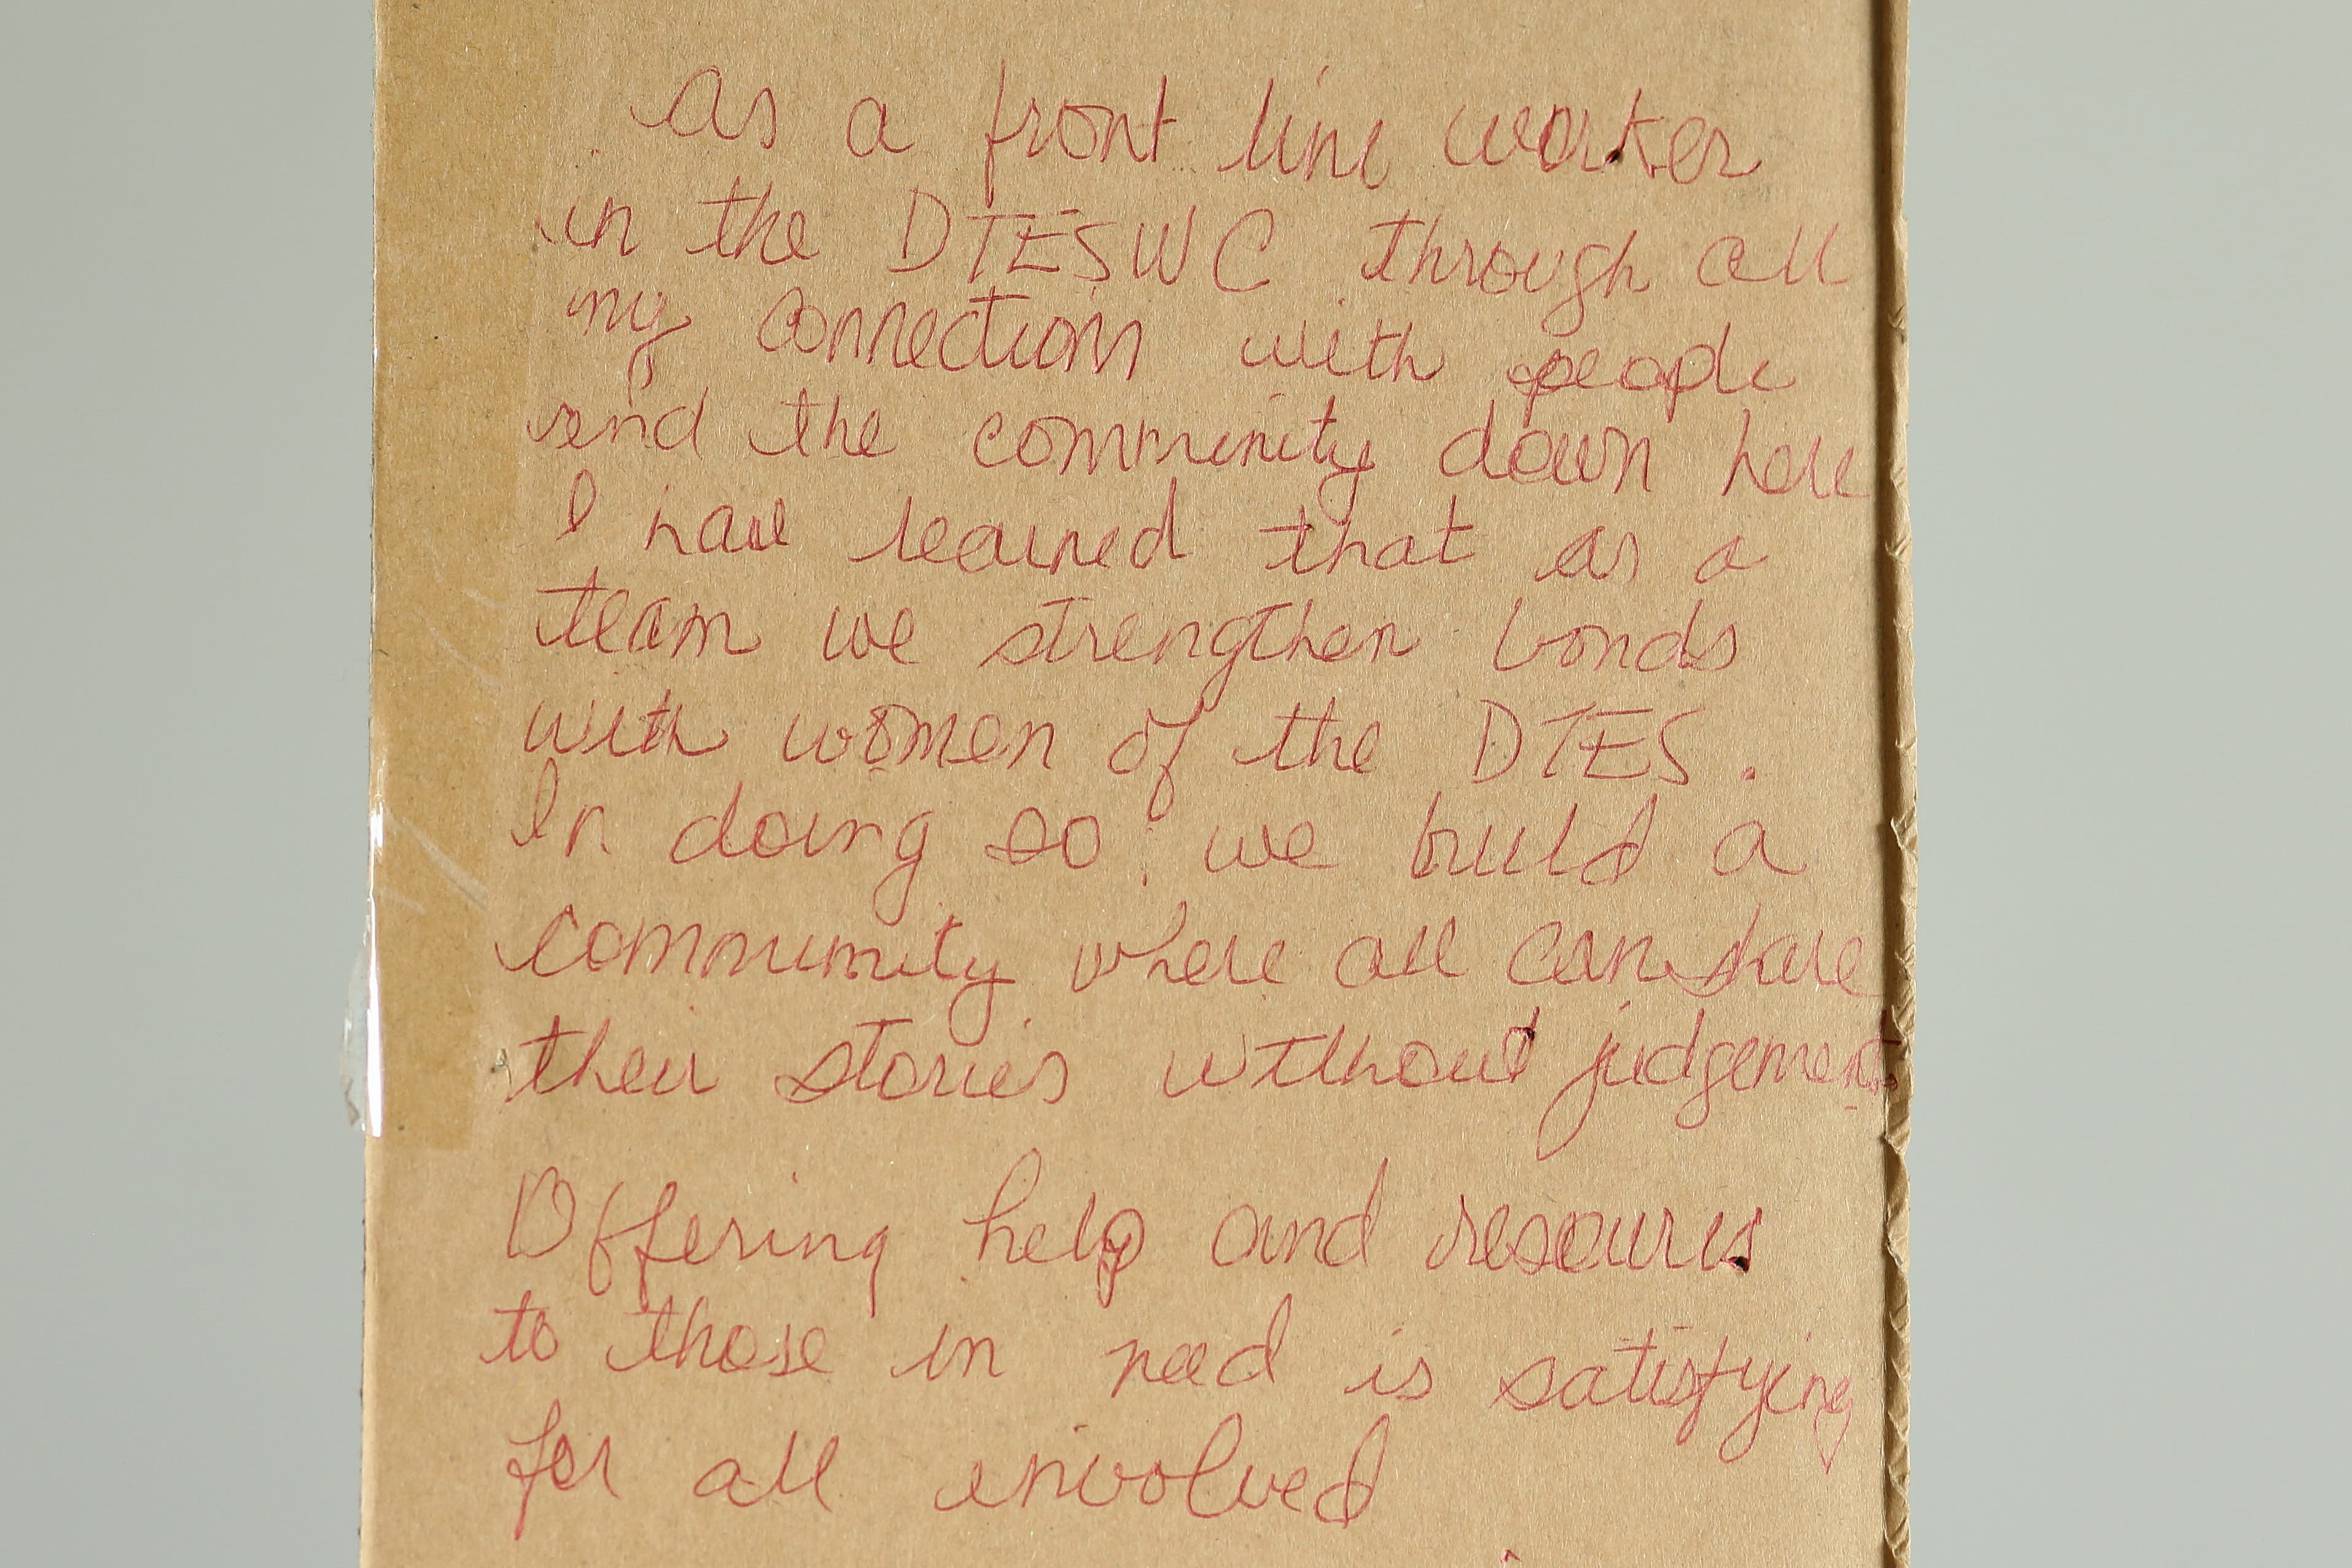 As a front line worker
in the DTESWC through all
my connections with people
and the community down here
I have learned that as a
team we strengthen bonds
with women of the DTES.
In doing so we build a
community where all can share
their stories without judgement.
Offering help and resources
to those in need is satisfying
for all involved